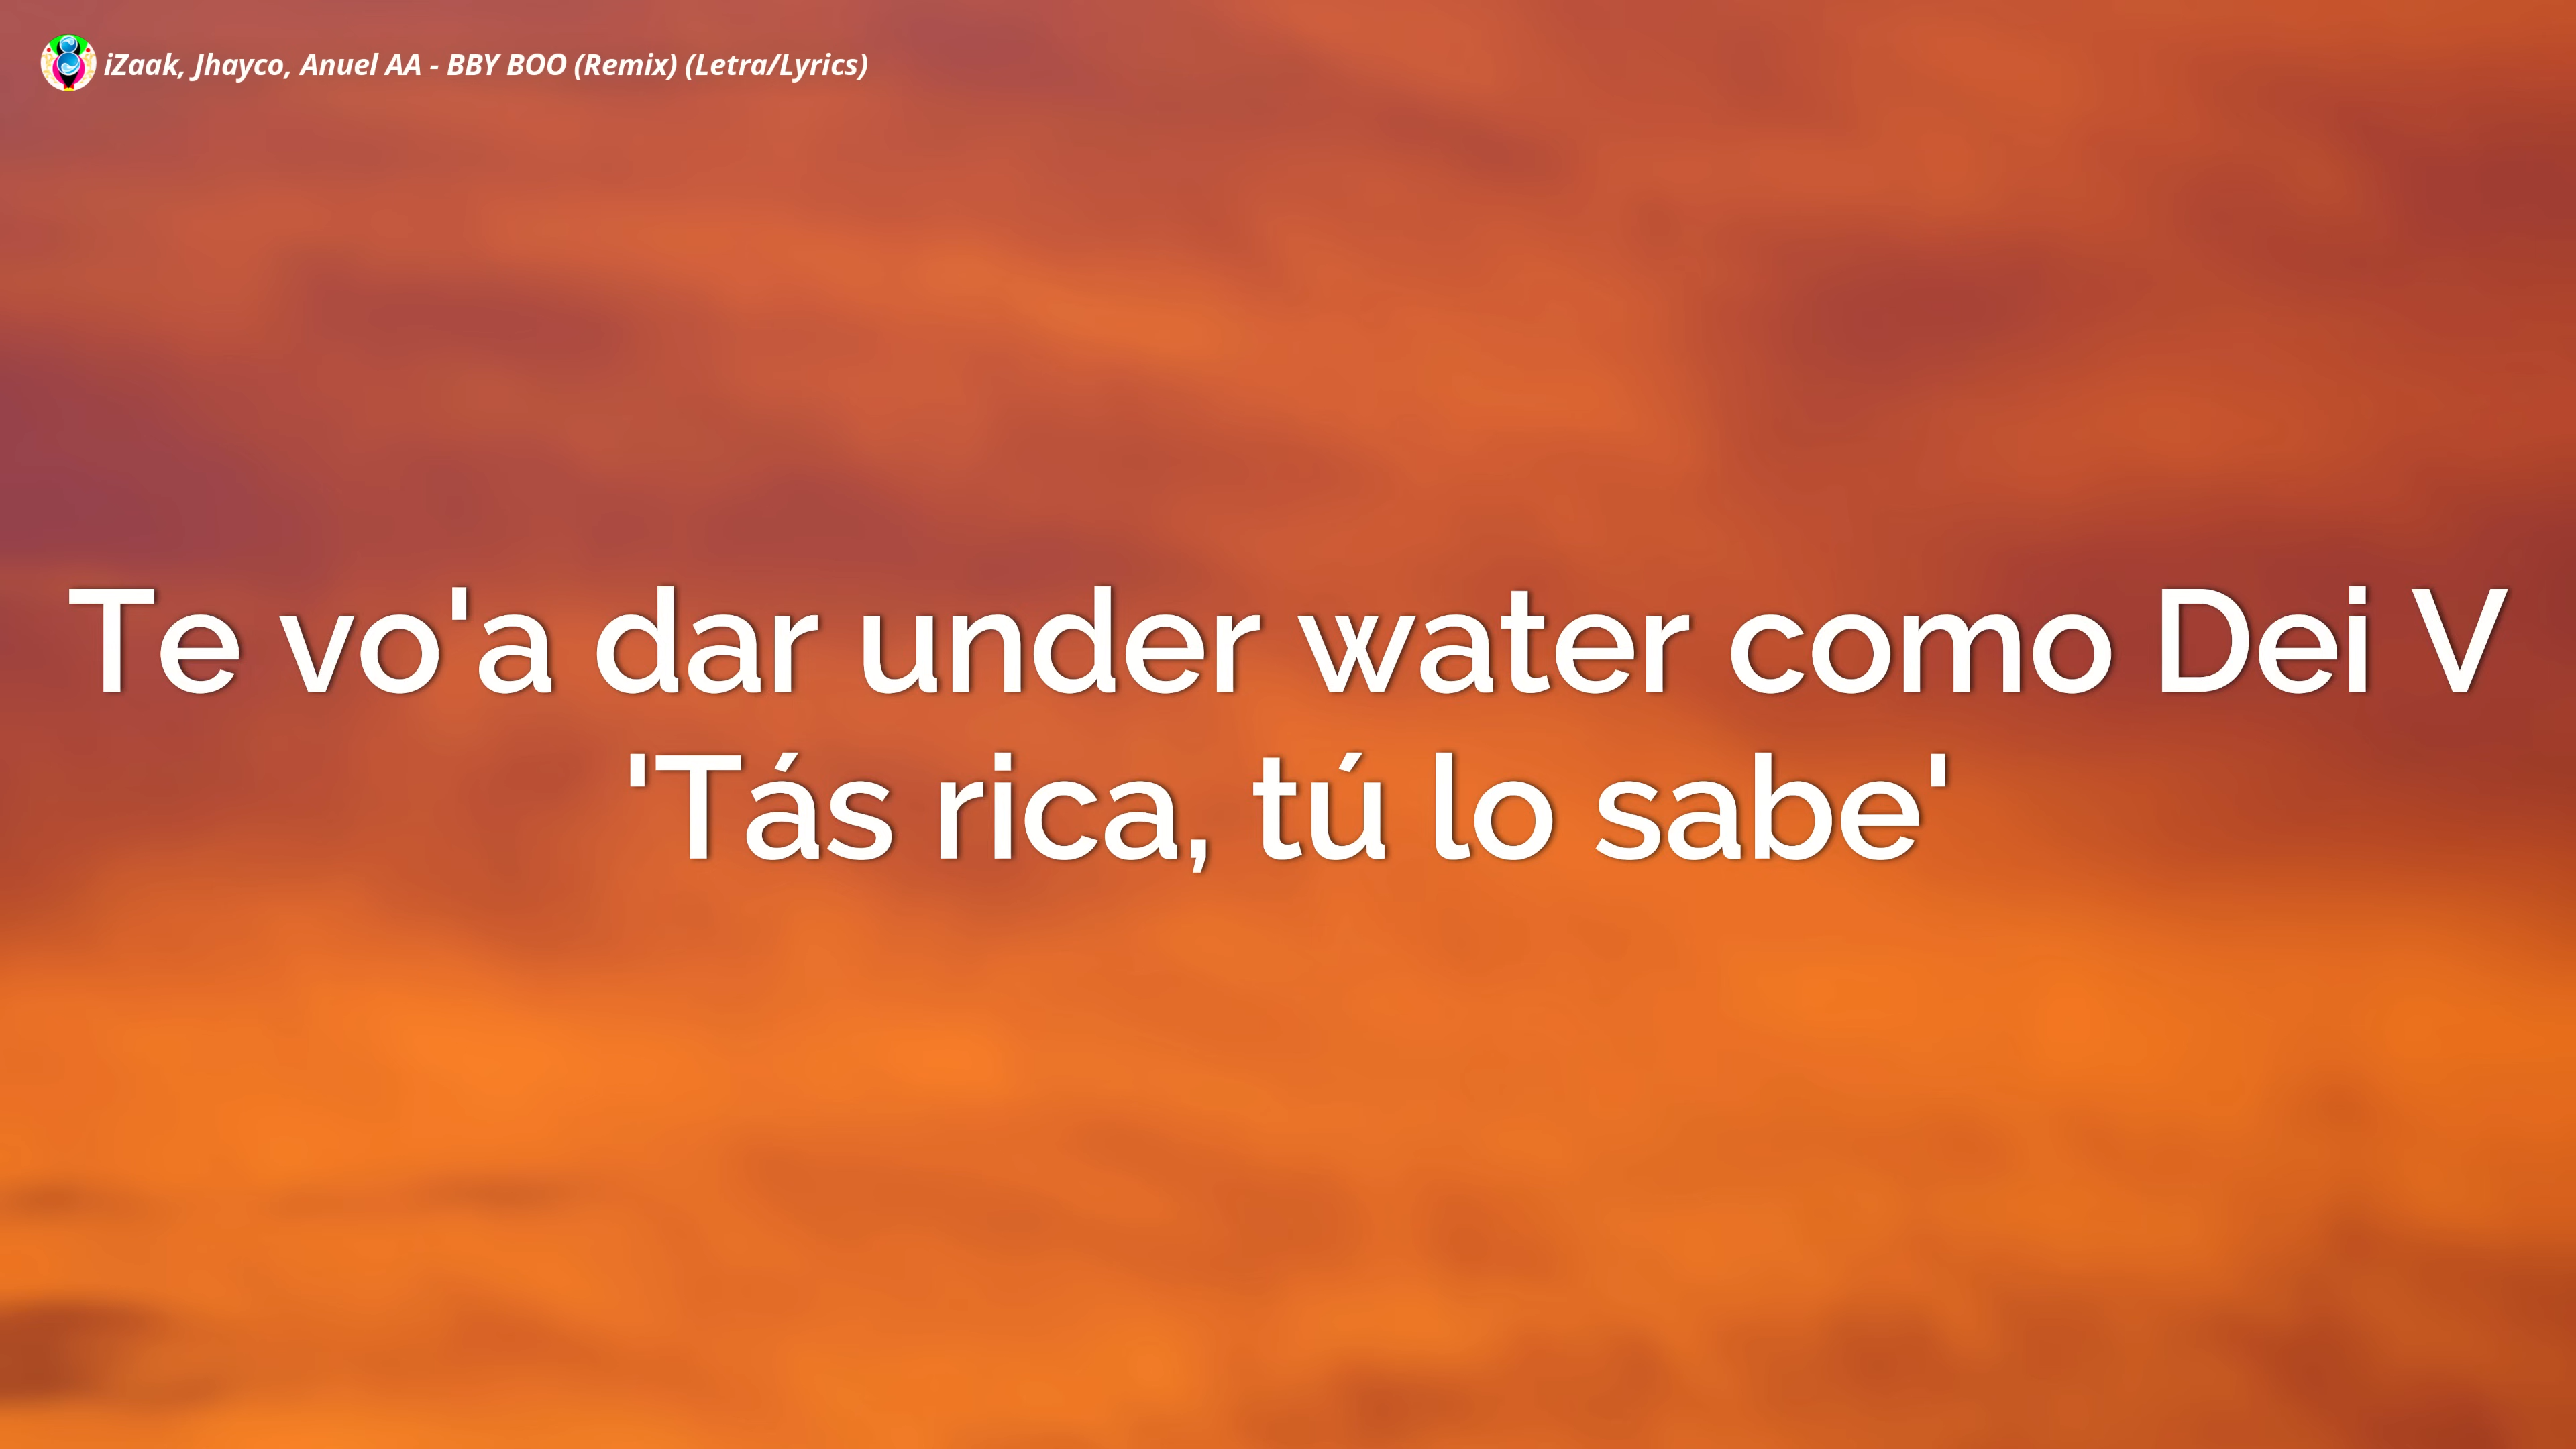 iZaak, Jhayco, Anuel AA - BBY BOO (Remix) (Letra/Lyrics)
Te vo'a dar under water como Dei V
'Tás rica, tú lo sabe'